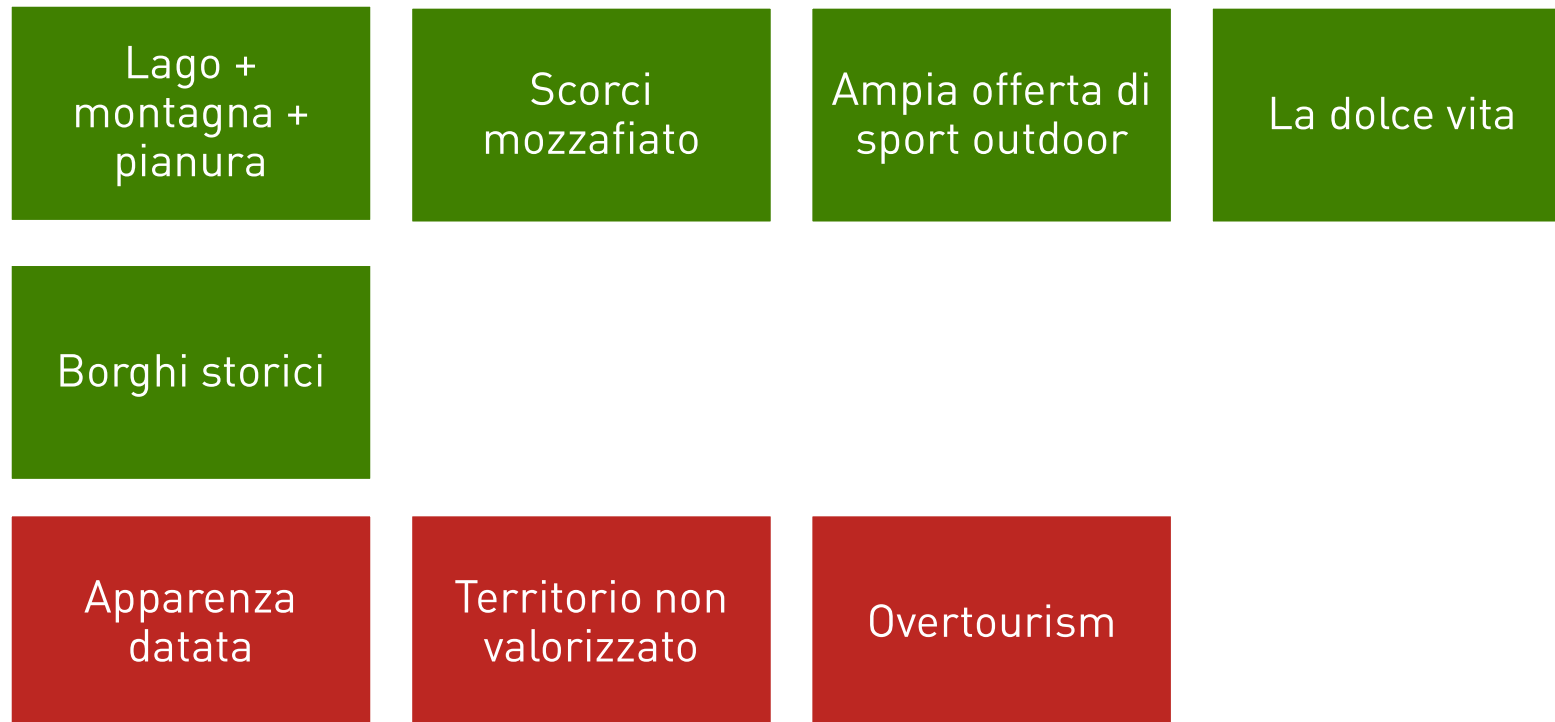 Lago +
montagna +
pianura
Scorci
mozzafiato
Ampia offerta di
sport outdoor
La dolce vita
Borghi storici
Apparenza
datata
Territorio non
valorizzato
Overtourism